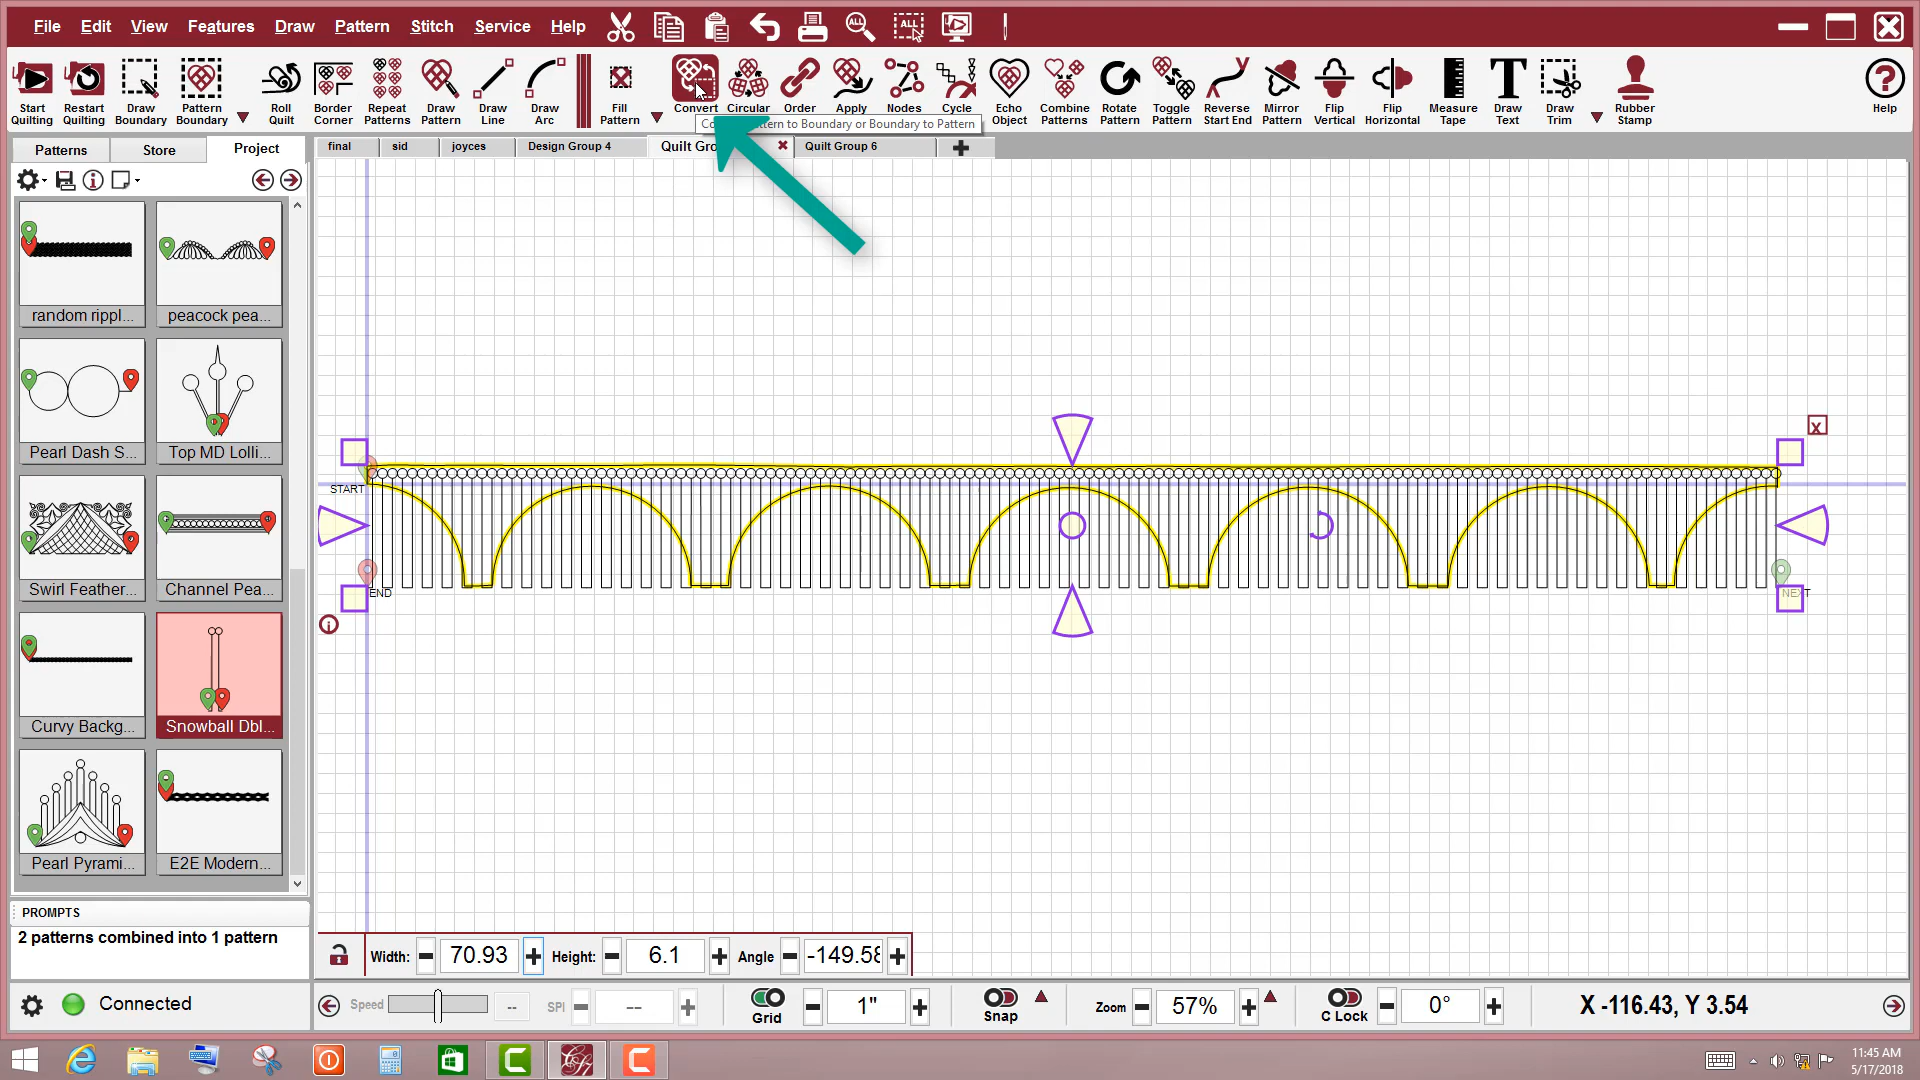 File Edit View Features Draw Pattern Stitch Service Help
ALL ALL
Start Quilting
Restart Quilting
Draw Boundary
Pattern Boundary
Roll Quilt
Border Corner
Repeat Patterns
Draw Pattern
Draw Line
Draw Arc
Fill Pattern
Convert
Circular
Order
Apply
Nodes
Cycle
Echo Object
Combine Patterns
Rotate Pattern
Toggle Pattern
Reverse Start End
Mirror Pattern
Flip Vertical
Flip Horizontal
Measure Tape
Draw Text
Draw Trim
Rubber Stamp
Help
Pattern to Boundary or Boundary to Pattern
Patterns Store Project
final sid joyces Design Group 4 Quilt Gro Quilt Group 6
random rippl... peacock pea...
Pearl Dash S... Top MD Lolli...
Swirl Feather... Channel Pea...
Curvy Backg... Snowball Dbl...
Pearl Pyrami... E2E Modern...
START
END
NEXT
x
PROMPTS
2 patterns combined into 1 pattern
Width: 70.93 Height: 6.1 Angle -149.58
Connected
Speed -- SPI -- Grid 1" Snap Zoom 57% C Lock 0° X -116.43, Y 3.54
11:45 AM
5/17/2018